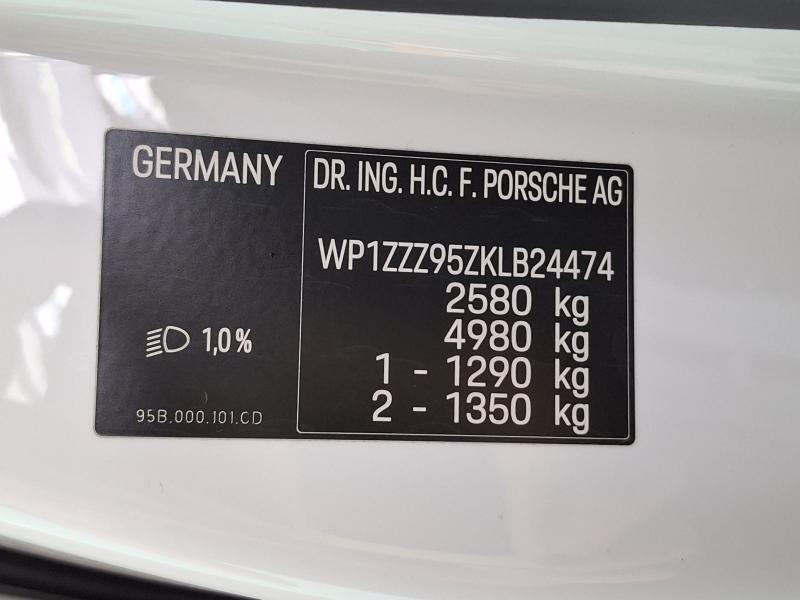 GERMANY
1,0%
95B.000.101.CD
DR. ING. H.C. F. PORSCHE AG
WP1ZZZ95ZKLB24474
2580 kg
4980 kg
1 - 1290 kg
2 - 1350 kg